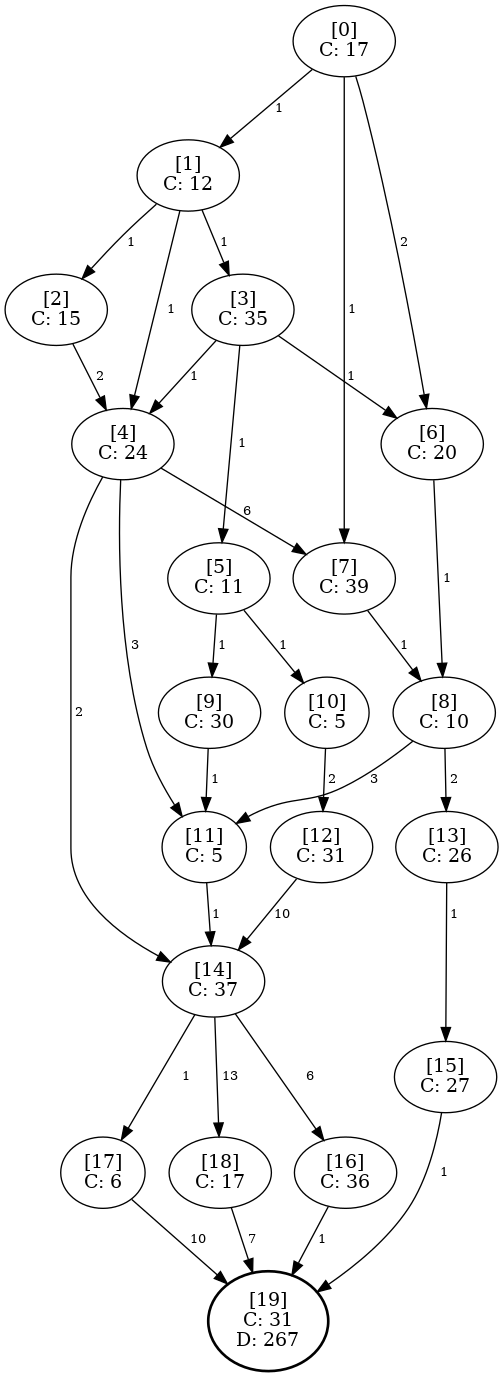 [0]
C: 17
1
[1]
C: 12
1
1
2
[2]
C: 15
1
[3]
C: 35
1
2
1
1
[4]
C: 24
1
[6]
C: 20
6
[5]
C: 11
[7]
C: 39
1
3
1
1
1
[9]
C: 30
[10]
C: 5
[8]
C: 10
2
1
2
3
2
[11]
C: 5
[12]
C: 31
[13]
C: 26
1
10
1
[14]
C: 37
1
13
6
[15]
C: 27
[17]
C: 6
[18]
C: 17
[16]
C: 36
1
10
7
1
[19]
C: 31
D: 267